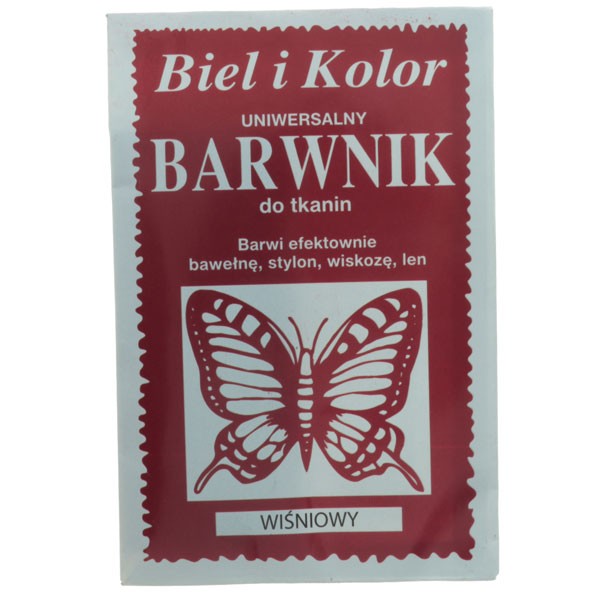 Biel i Kolor
UNIWERSALNY
BARWNIK
do tkanin
Barwi efektownie
bawełnę, stylon, wiskozę, len
WIŚNIOWY